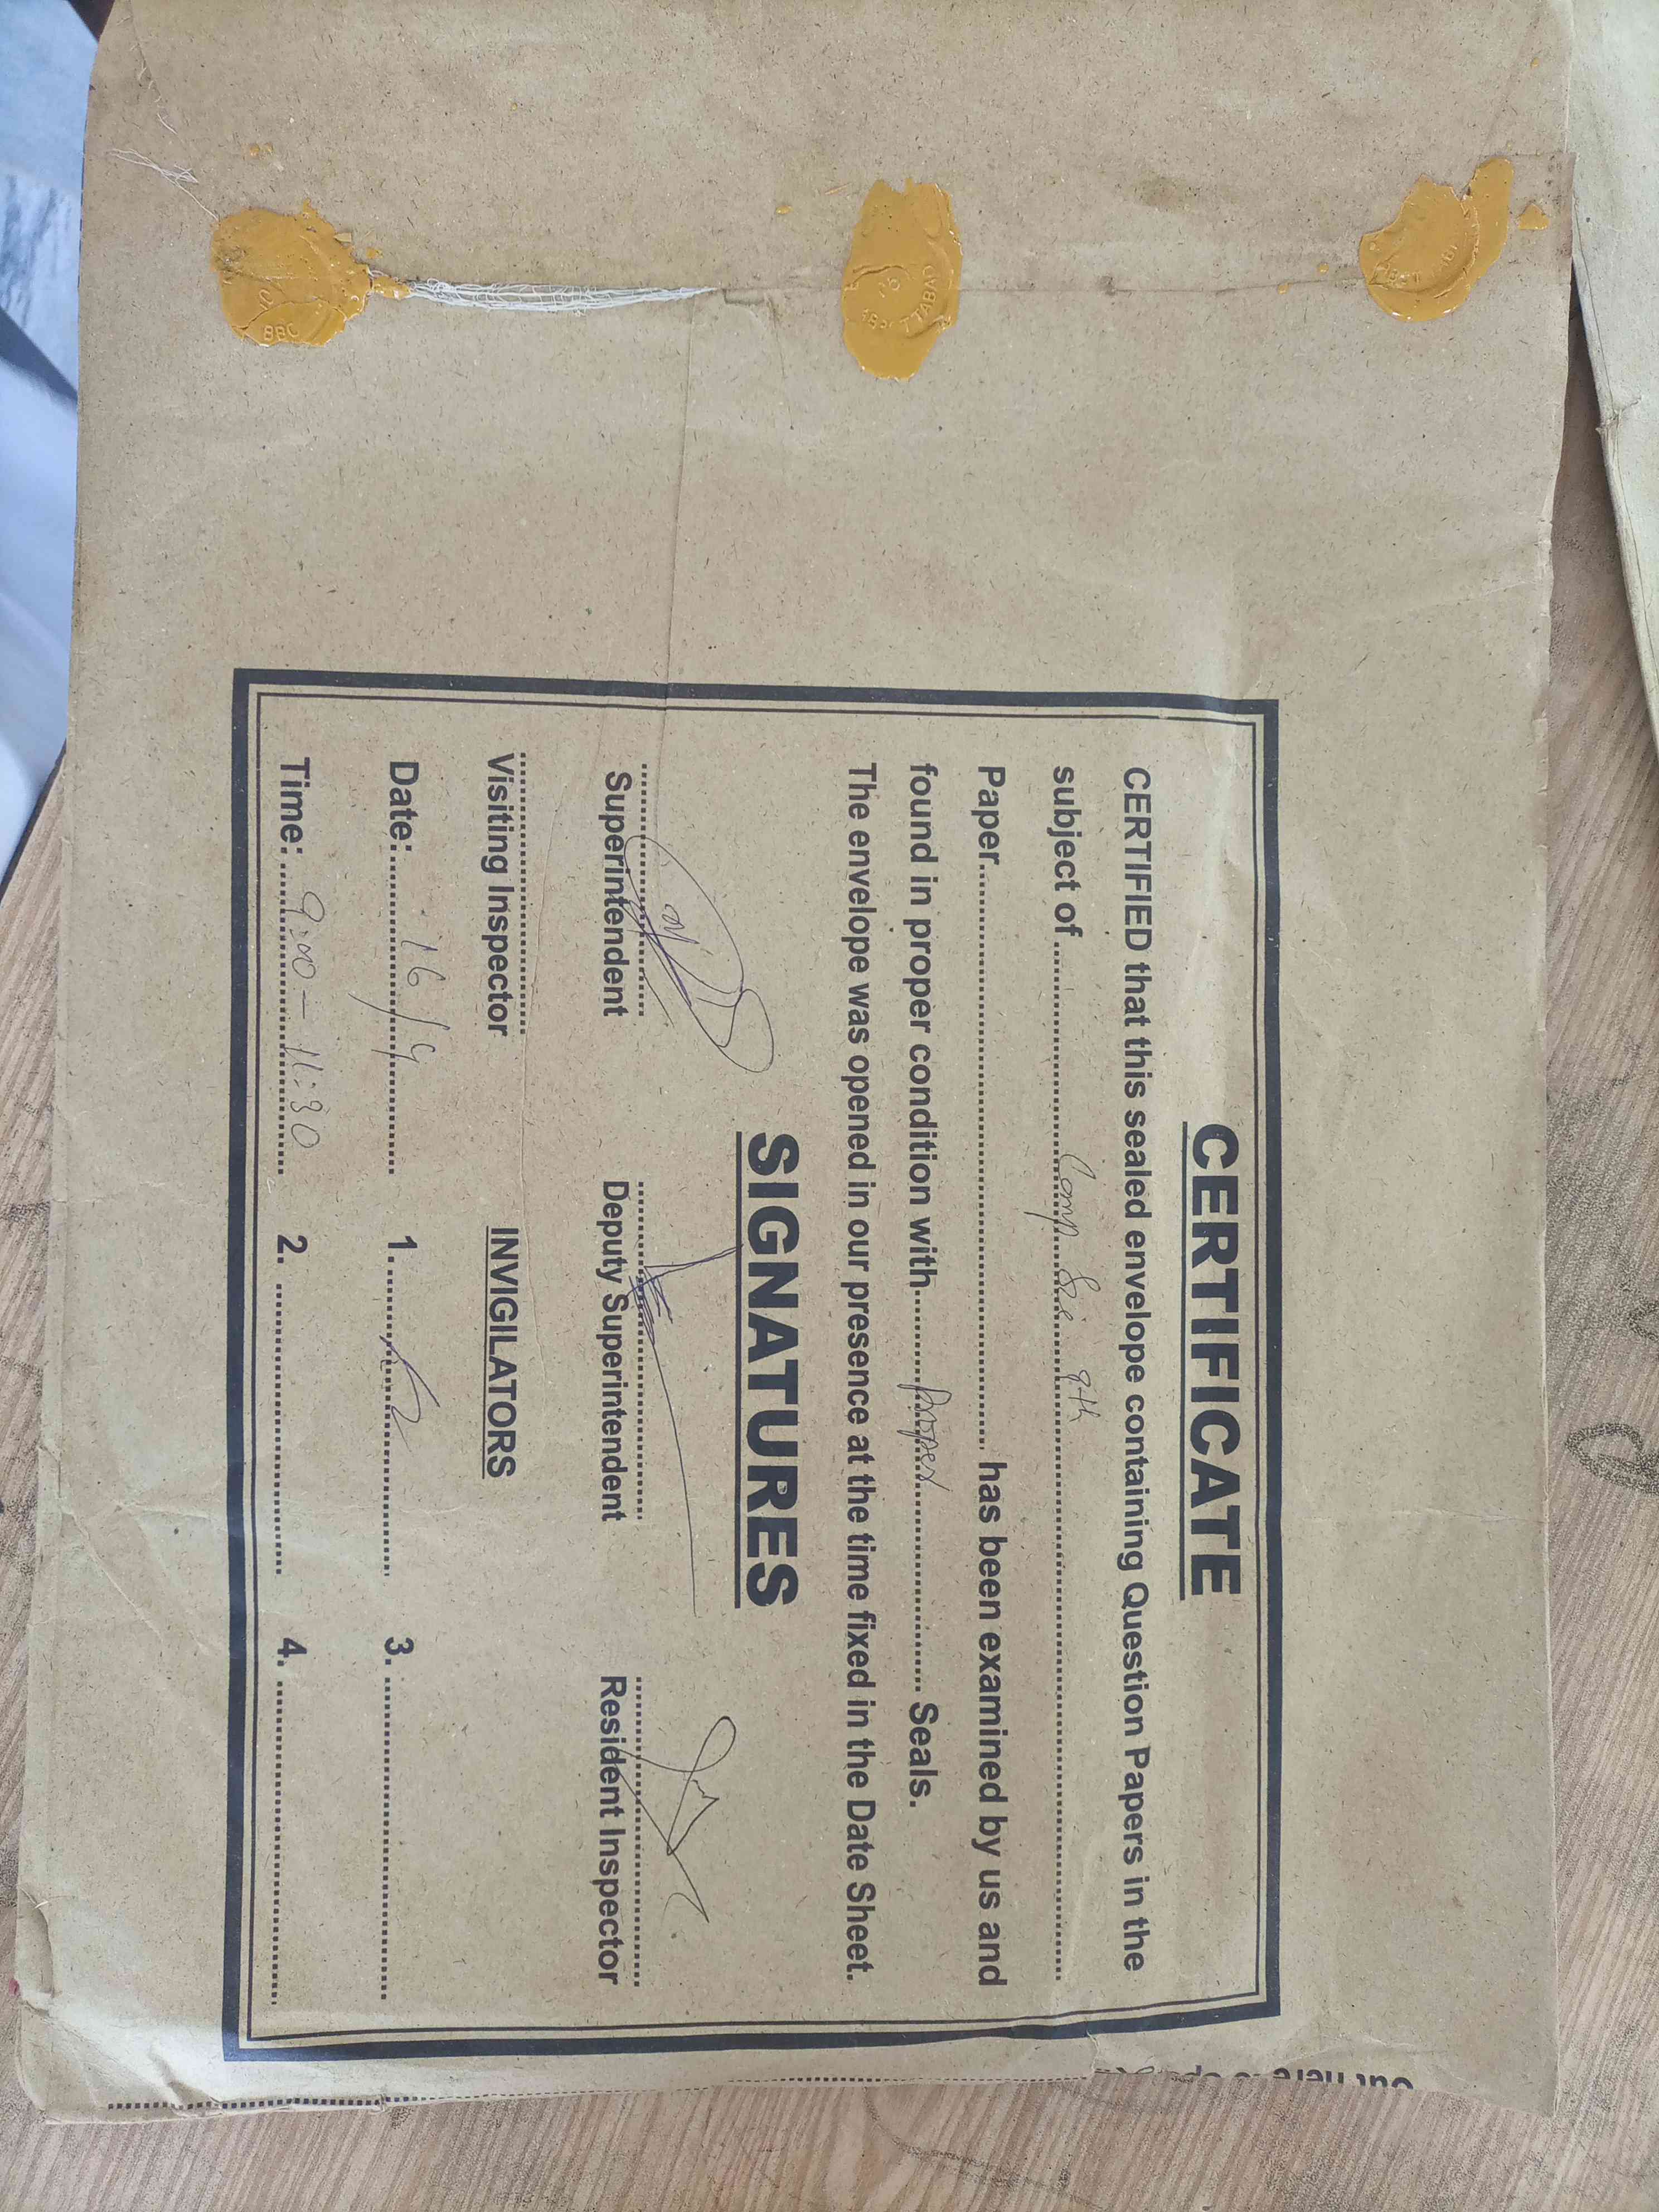 CERTIFICATE
CERTIFIED that this sealed envelope containing Question Papers in the
subject of .......... Comp Sci 9th ..........
Paper.................... has been examined by us and
found in proper condition with.......... proper .......... Seals.
The envelope was opened in our presence at the time fixed in the Date Sheet.
SIGNATURES
Superintendent Deputy Superintendent Resident Inspector
Visiting Inspector INVIGILATORS
Date:.......... 16/9 .......... 1. .......... 3. ..........
Time: .......... 9:00 – 11:30 .......... 2. .......... 4. ..........